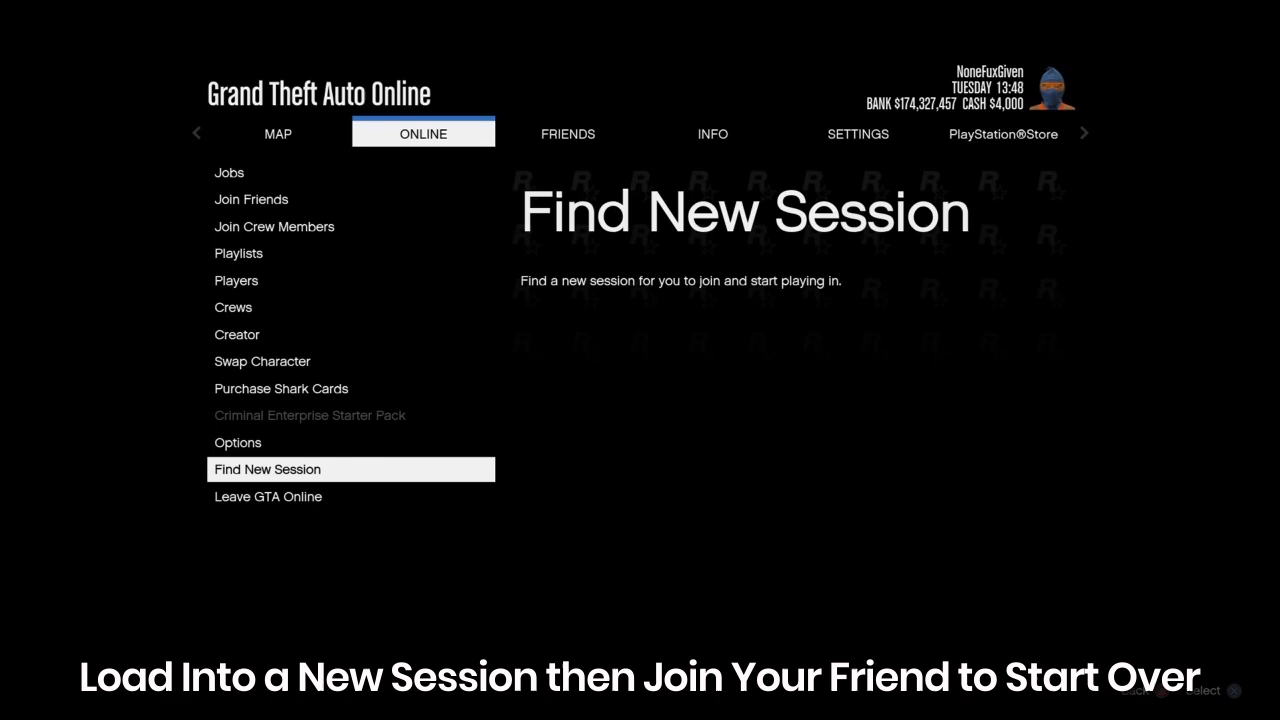 Grand Theft Auto Online
NoneFuxGiven
TUESDAY 13:48
BANK $174,327,457 CASH $4,000
MAP ONLINE FRIENDS INFO SETTINGS PlayStation®Store
Jobs
Join Friends
Join Crew Members
Playlists
Players
Crews
Creator
Swap Character
Purchase Shark Cards
Criminal Enterprise Starter Pack
Options
Find New Session
Leave GTA Online
Find New Session
Find a new session for you to join and start playing in.
Load Into a New Session then Join Your Friend to Start Over
Back Select